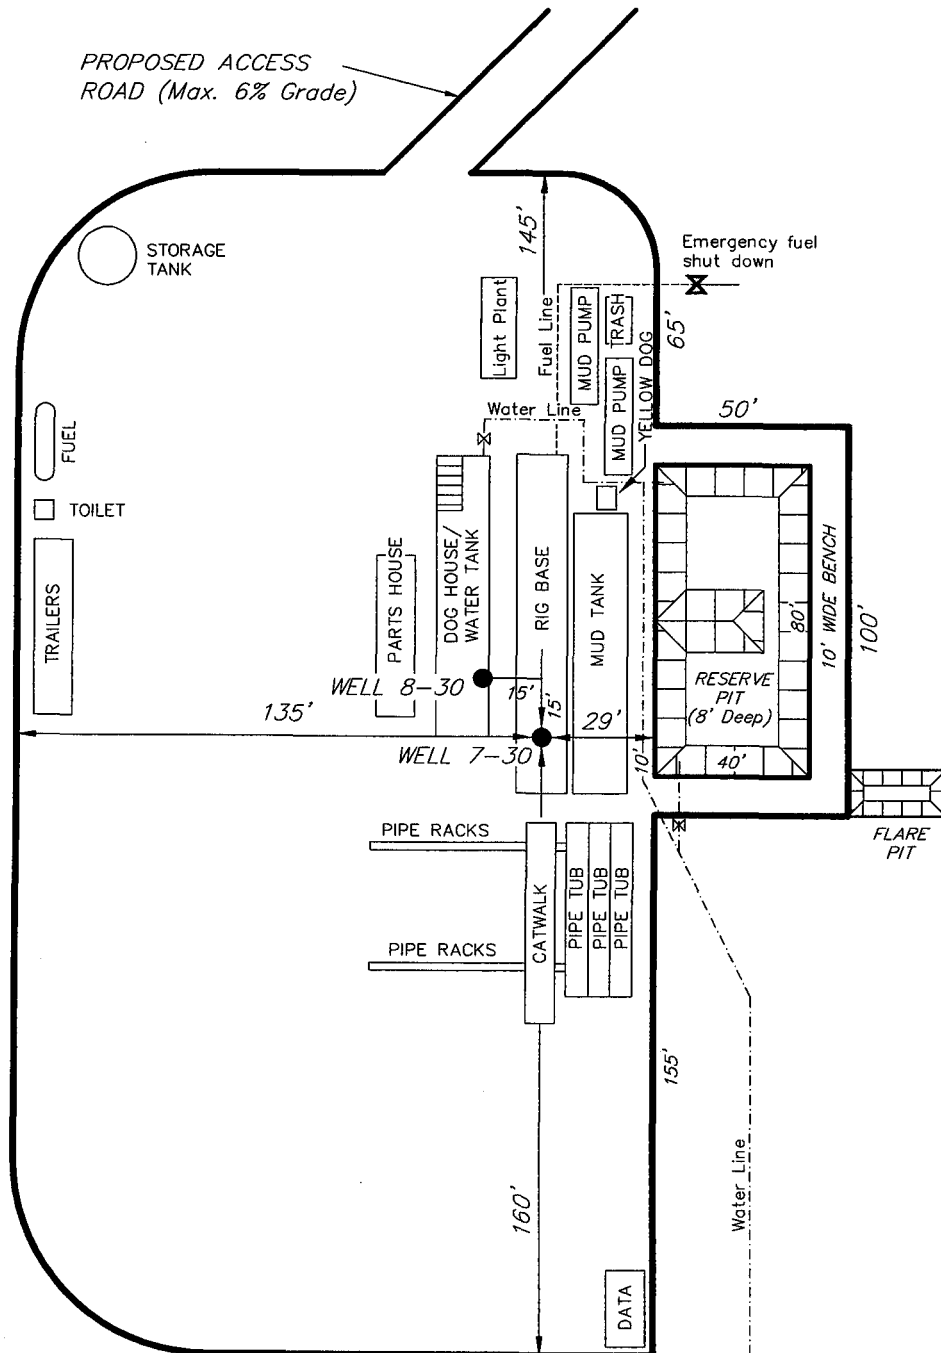 PROPOSED ACCESS
ROAD (Max. 6% Grade)
STORAGE
TANK
145'
Emergency fuel
shut down
Light Plant
Fuel Line
MUD PUMP
TRASH
65'
MUD PUMP
YELLOW DOG
Water Line
50'
FUEL
TOILET
TRAILERS
PARTS HOUSE
DOG HOUSE/
WATER TANK
RIG BASE
MUD TANK
80'
10' WIDE BENCH
100'
RESERVE
PIT
(8' Deep)
WELL 8-30
15'
15'
135'
29'
WELL 7-30
10'
40'
FLARE
PIT
PIPE RACKS
CATWALK
PIPE TUB
PIPE TUB
PIPE TUB
PIPE RACKS
155'
160'
Water Line
DATA